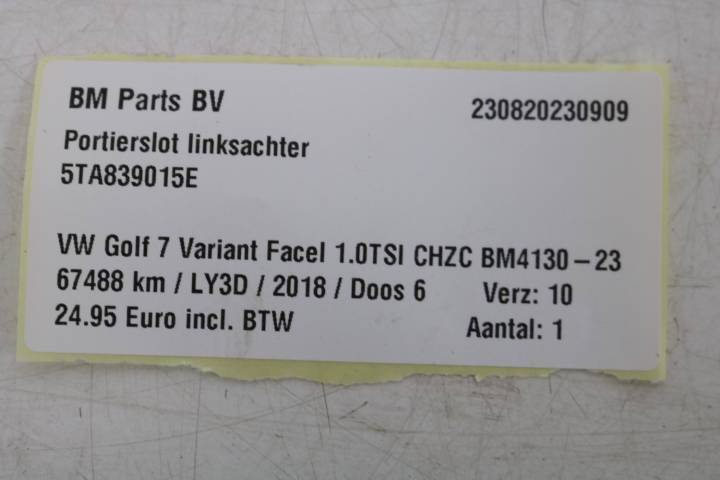 BM Parts BV 230820230909
Portierslot linksachter
5TA839015E
VW Golf 7 Variant Facel 1.0TSI CHZC BM4130-23
67488 km / LY3D / 2018 / Doos 6 Verz: 10
24.95 Euro incl. BTW Aantal: 1